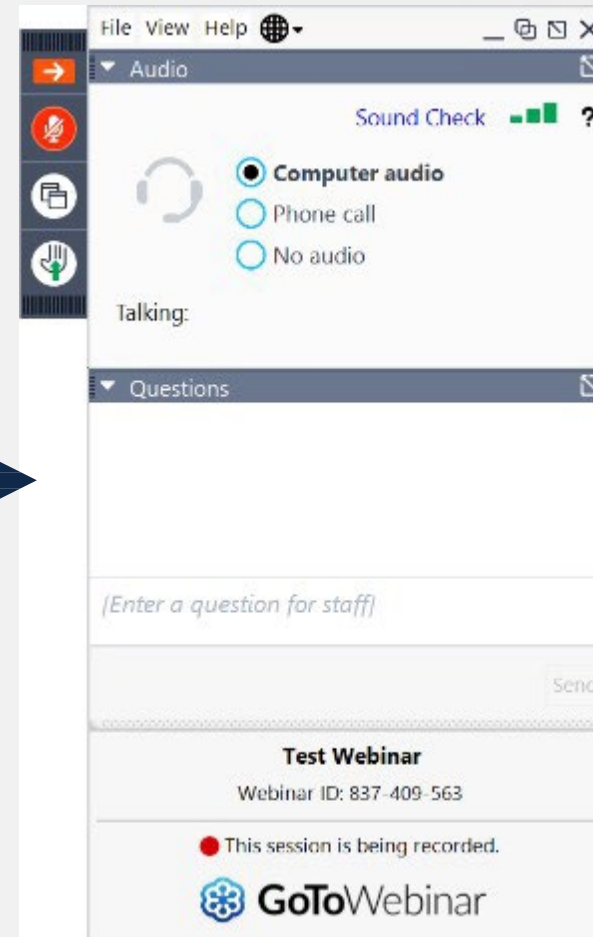 File View Help
Audio
Sound Check ?
Computer audio
Phone call
No audio
Talking:
Questions
[Enter a question for staff]
Send
Test Webinar
Webinar ID: 837-409-563
This session is being recorded.
GoToWebinar